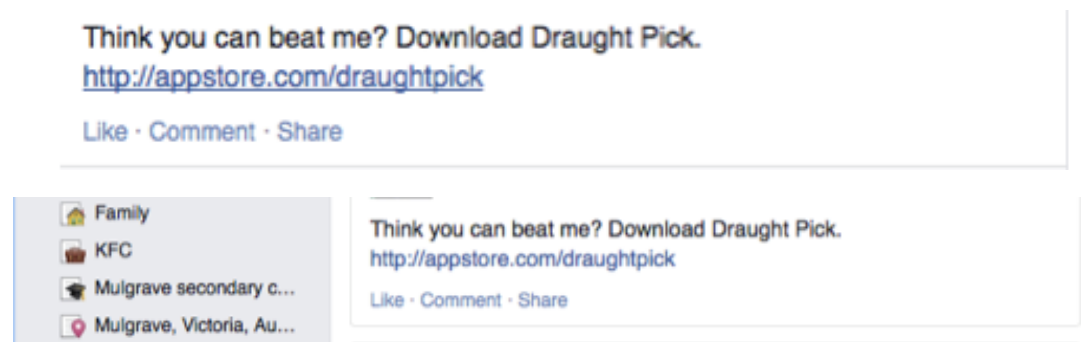 Think you can beat me? Download Draught Pick.
http://appstore.com/draughtpick
Like · Comment · Share
Family
KFC
Mulgrave secondary c...
Mulgrave, Victoria, Au...
Think you can beat me? Download Draught Pick.
http://appstore.com/draughtpick
Like · Comment · Share